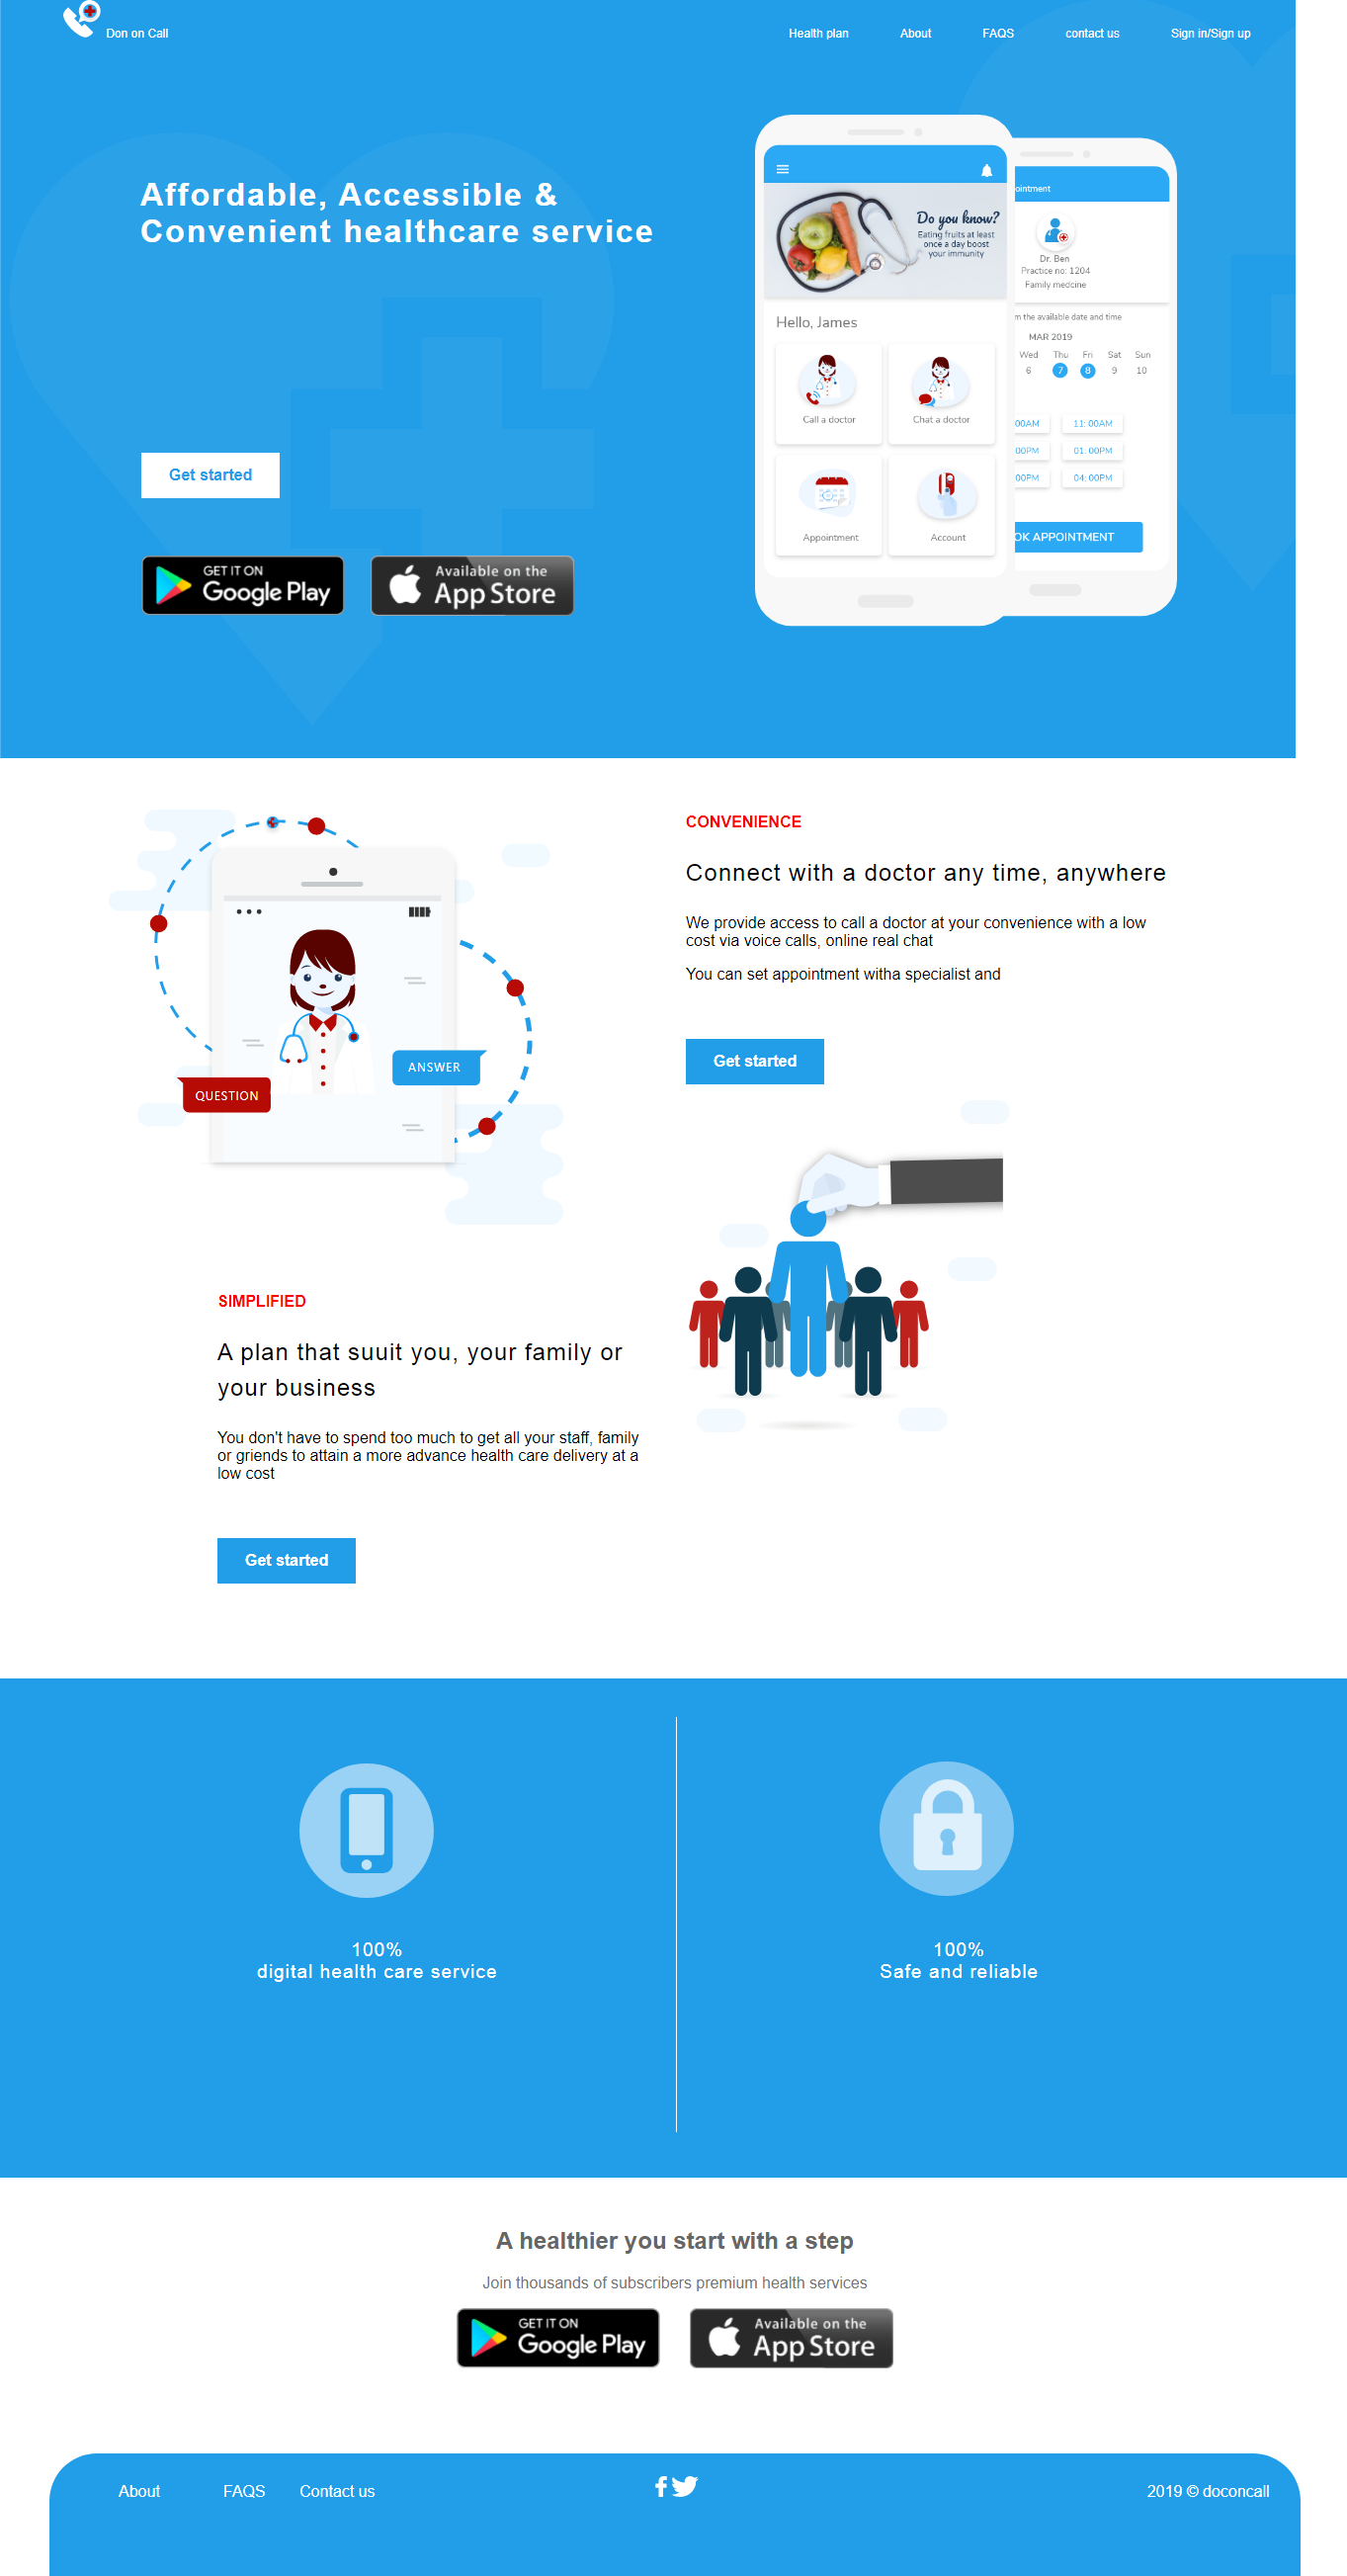 Don on Call
Health plan
About
FAQS
contact us
Sign in/Sign up
Affordable, Accessible &
Convenient healthcare service
Get started
GET IT ON
Google Play
Available on the
App Store
Do you know?
Eating fruits at least
once a day boost
your immunity
Hello, James
Call a doctor
Chat a doctor
Appointment
Account
ointment
Dr. Ben
Practice no: 1204
Family medcine
m the available date and time
MAR 2019
Wed Thu Fri Sat Sun
6 7 8 9 10
00AM 11: 00AM
00PM 01: 00PM
00PM 04: 00PM
OK APPOINTMENT
QUESTION
ANSWER
CONVENIENCE
Connect with a doctor any time, anywhere
We provide access to call a doctor at your convenience with a low
cost via voice calls, online real chat
You can set appointment witha specialist and
Get started
SIMPLIFIED
A plan that suuit you, your family or
your business
You don't have to spend too much to get all your staff, family
or griends to attain a more advance health care delivery at a
low cost
Get started
100%
digital health care service
100%
Safe and reliable
A healthier you start with a step
Join thousands of subscribers premium health services
GET IT ON
Google Play
Available on the
App Store
About
FAQS
Contact us
2019 © doconcall